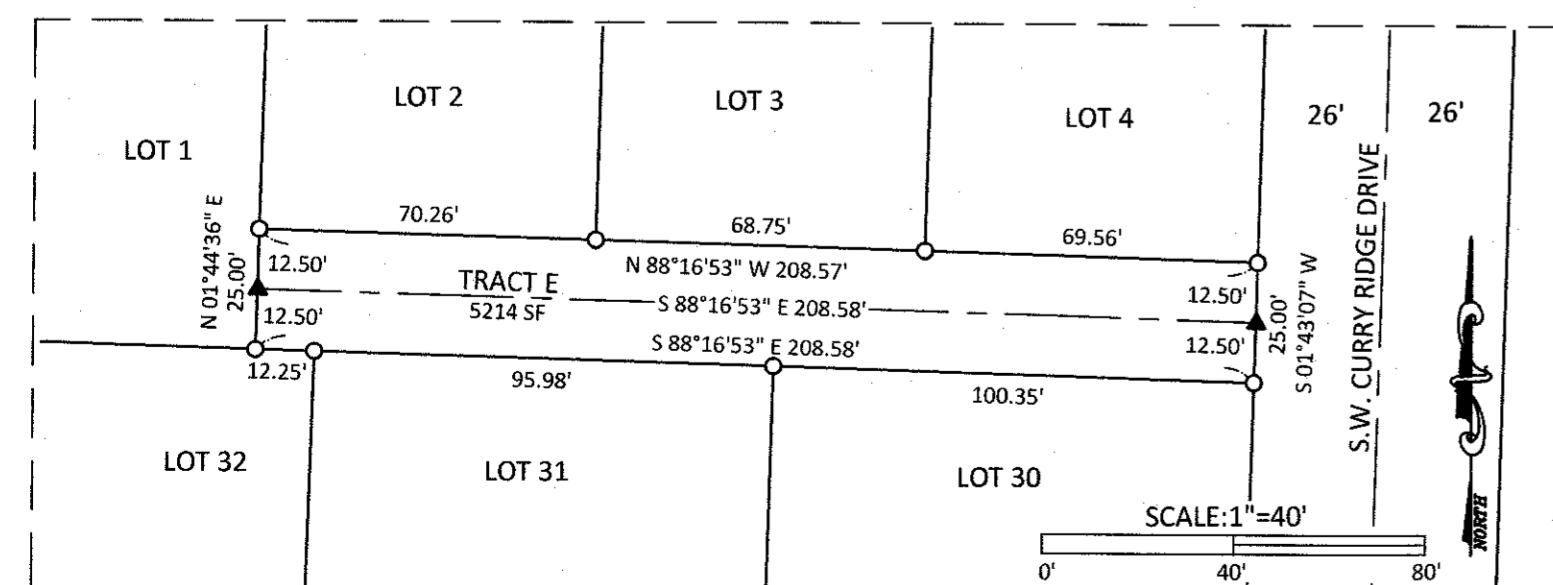 LOT 1
LOT 2
LOT 3
LOT 4
26'
26'
S.W. CURRY RIDGE DRIVE
N 01°44'36" E
25.00'
70.26'
68.75'
69.56'
12.50'
N 88°16'53" W 208.57'
TRACT E
5214 SF
S 88°16'53" E 208.58'
12.50'
12.50'
S 88°16'53" E 208.58'
12.50'
S 01°43'07" W
25.00'
12.25'
95.98'
100.35'
LOT 32
LOT 31
LOT 30
SCALE:1"=40'
0'
40'
80'
NORTH